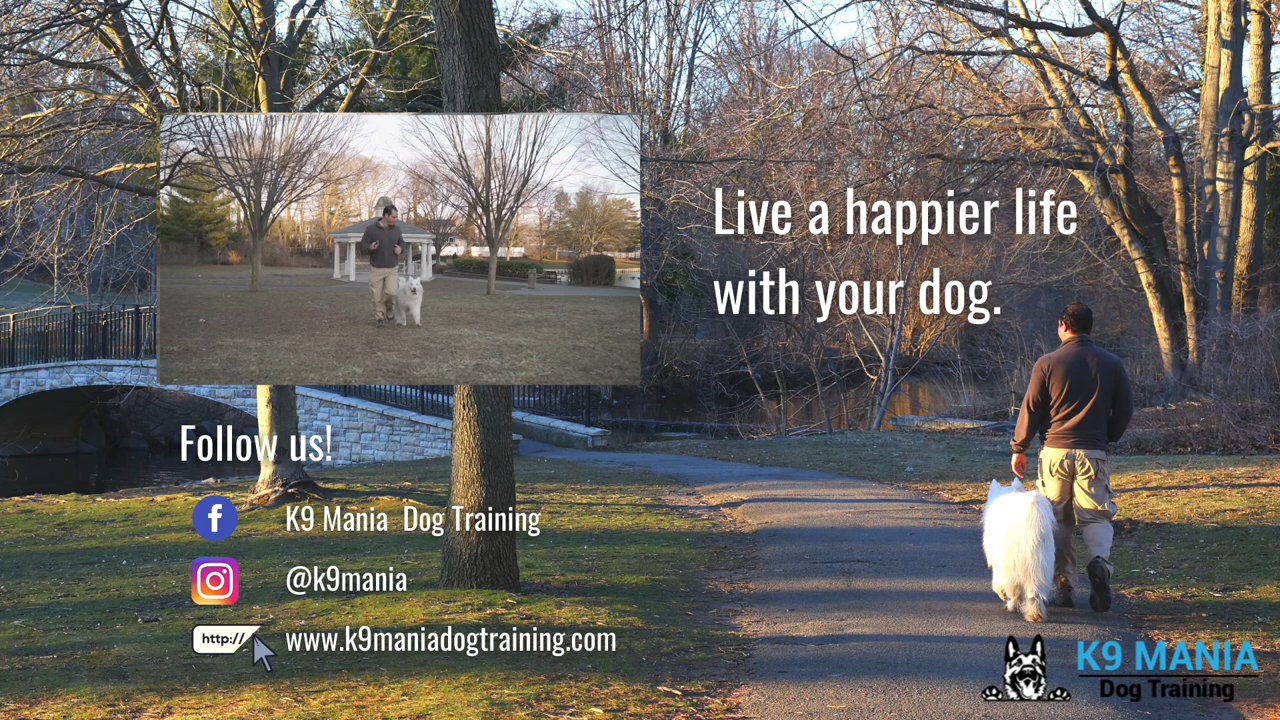 Live a happier life
with your dog.
Follow us!
K9 Mania Dog Training
@k9mania
http://
www.k9maniadogtraining.com
K9 MANIA
Dog Training